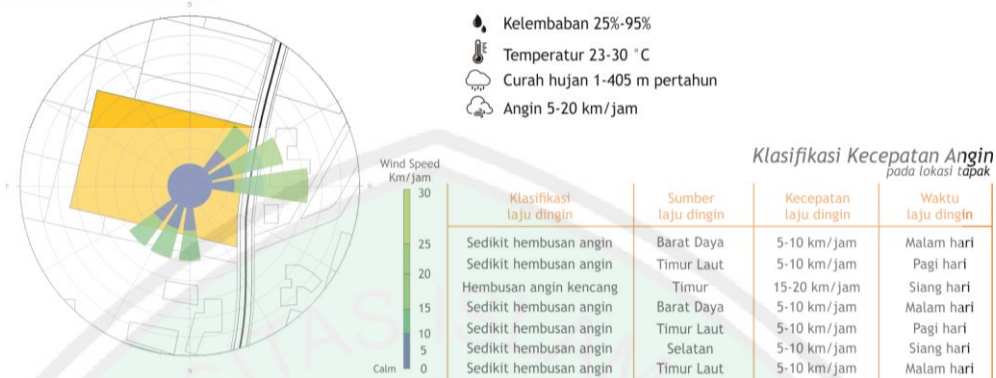 Kelembaban 25%-95%
Temperatur 23-30 °C
Curah hujan 1-405 m pertahun
Angin 5-20 km/jam
Wind Speed
Km/jam
30
25
20
15
10
5
Calm 0
Klasifikasi Kecepatan Angin
pada lokasi tapak
Klasifikasi laju dingin Sumber laju dingin Kecepatan laju dingin Waktu laju dingin
Sedikit hembusan angin Barat Daya 5-10 km/jam Malam hari
Sedikit hembusan angin Timur Laut 5-10 km/jam Pagi hari
Hembusan angin kencang Timur 15-20 km/jam Siang hari
Sedikit hembusan angin Barat Daya 5-10 km/jam Malam hari
Sedikit hembusan angin Timur Laut 5-10 km/jam Pagi hari
Sedikit hembusan angin Selatan 5-10 km/jam Siang hari
Sedikit hembusan angin Timur Laut 5-10 km/jam Malam hari